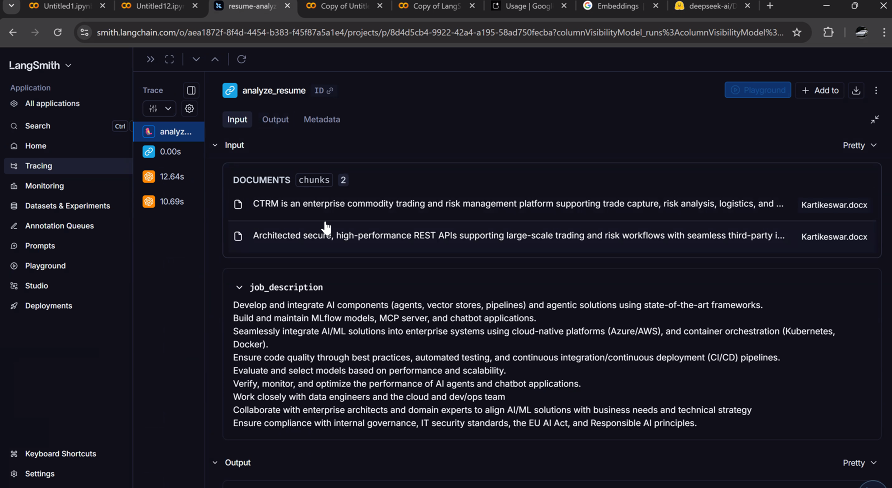 Untitled1.ipyn
Untitled12.ipy
resume-analy
Copy of Untitl
Copy of LangS
Usage | Googl
Embeddings
deepseek-ai/D
smith.langchain.com/o/aea1872f-8f4d-4454-b383-f45f87a5a1e4/projects/p/8d4d5cb4-9922-42a4-a195-58ad750fecba?columnVisibilityModel_runs%3AcolumnVisibilityModel%3...
LangSmith
Application
All applications
Search Ctrl
Home
Tracing
Monitoring
Datasets & Experiments
Annotation Queues
Prompts
Playground
Studio
Deployments
Keyboard Shortcuts
Settings
Trace
analyz...
0.00s
12.64s
10.69s
analyze_resume ID
Playground
Add to
Input Output Metadata
Input Pretty
DOCUMENTS chunks 2
CTRM is an enterprise commodity trading and risk management platform supporting trade capture, risk analysis, logistics, and ... Kartikeswar.docx
Architected secure, high-performance REST APIs supporting large-scale trading and risk workflows with seamless third-party i... Kartikeswar.docx
job_description
Develop and integrate AI components (agents, vector stores, pipelines) and agentic solutions using state-of-the-art frameworks.
Build and maintain MLflow models, MCP server, and chatbot applications.
Seamlessly integrate AI/ML solutions into enterprise systems using cloud-native platforms (Azure/AWS), and container orchestration (Kubernetes,
Docker).
Ensure code quality through best practices, automated testing, and continuous integration/continuous deployment (CI/CD) pipelines.
Evaluate and select models based on performance and scalability.
Verify, monitor, and optimize the performance of AI agents and chatbot applications.
Work closely with data engineers and the cloud and dev/ops team
Collaborate with enterprise architects and domain experts to align AI/ML solutions with business needs and technical strategy
Ensure compliance with internal governance, IT security standards, the EU AI Act, and Responsible AI principles.
Output Pretty